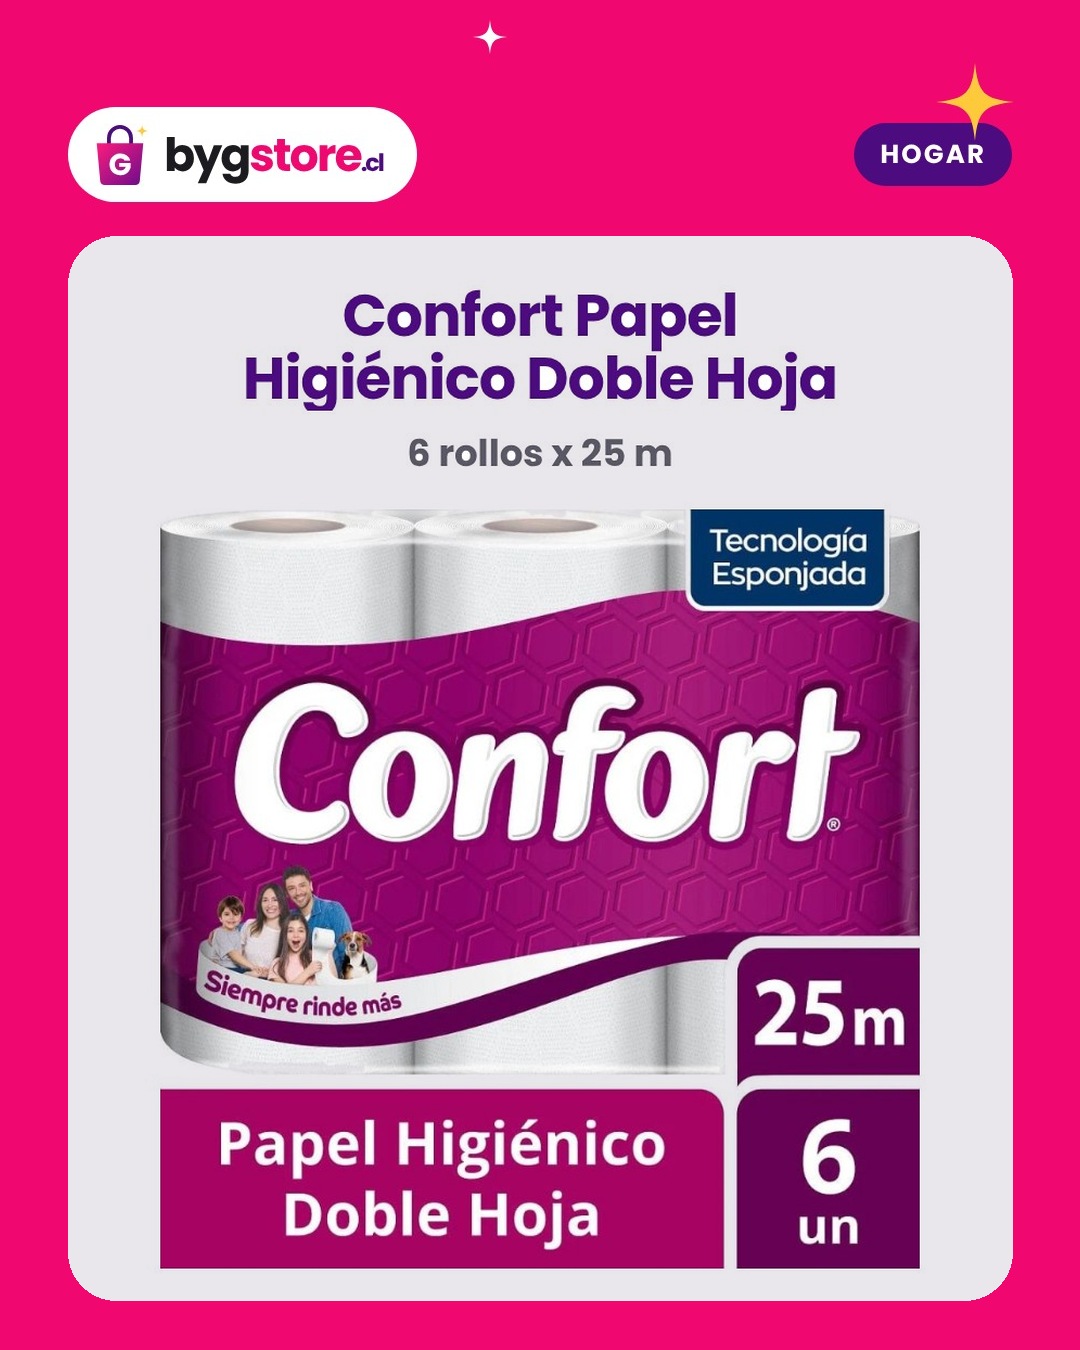 G bygstore.cl
HOGAR
Confort Papel
Higiénico Doble Hoja
6 rollos x 25 m
Tecnología
Esponjada
Confort®
Siempre rinde más
25m
Papel Higiénico
Doble Hoja
6
un